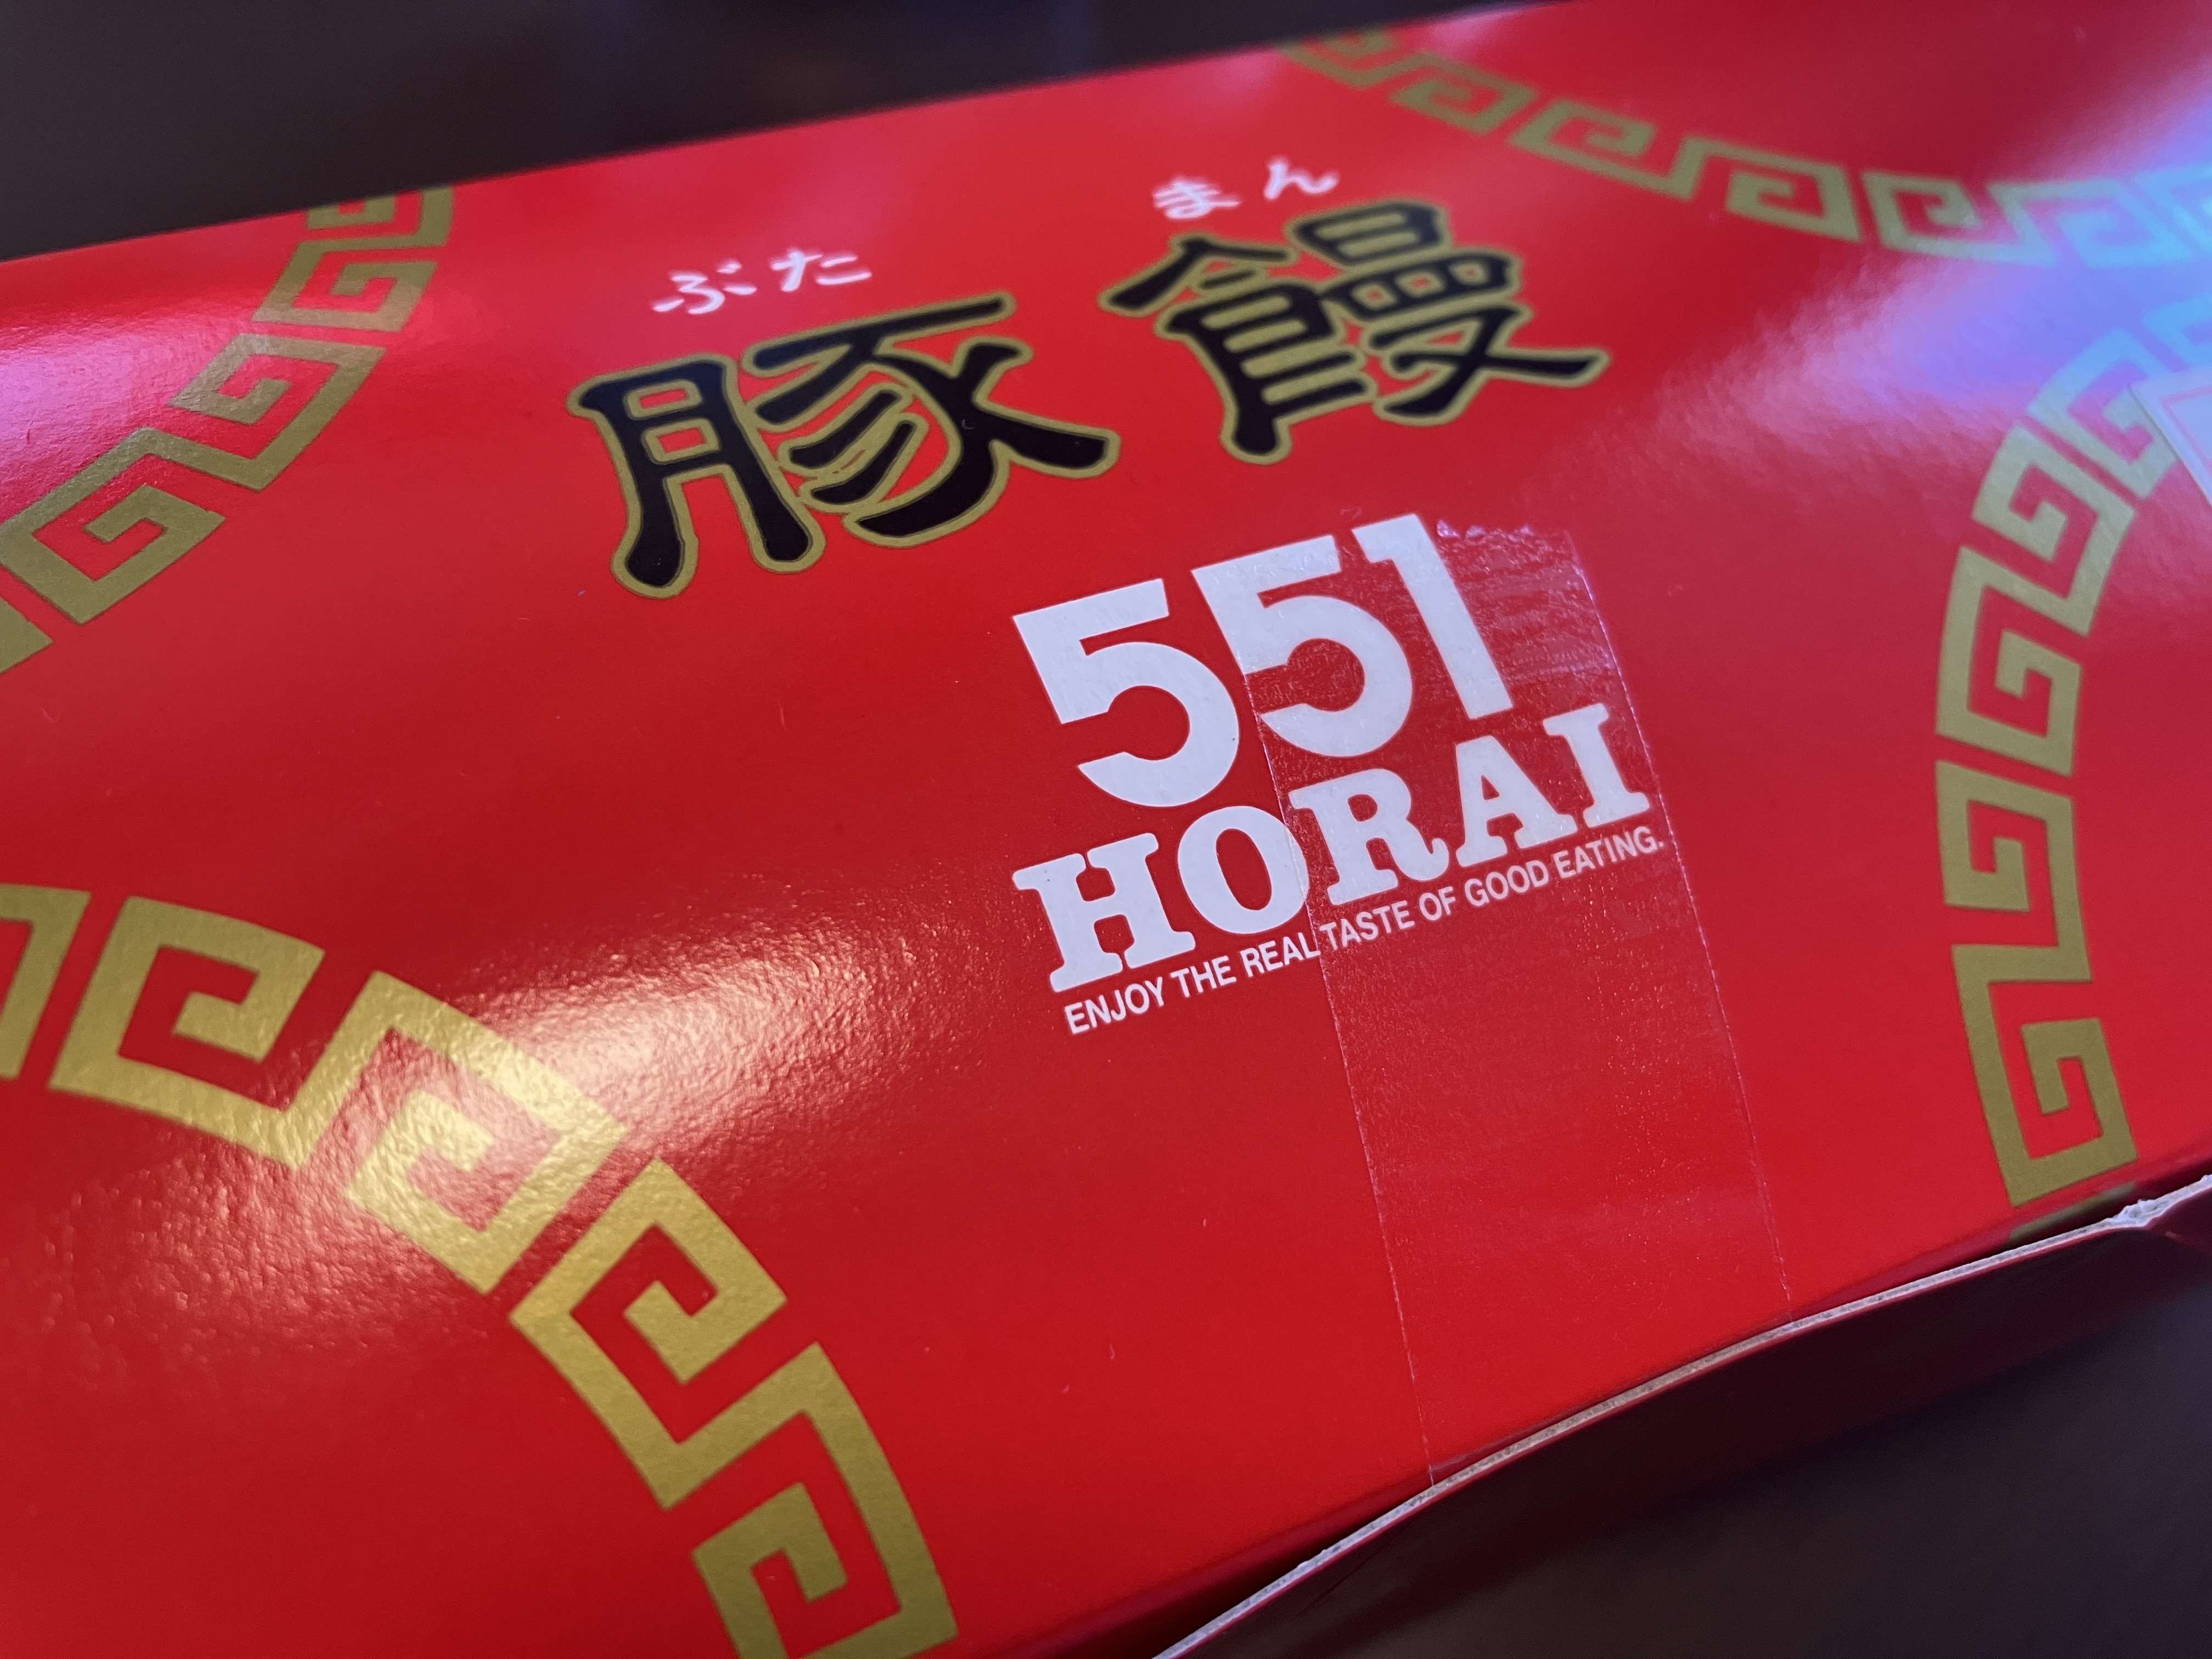 ぶた まん
豚饅
551
HORAI
ENJOY THE REAL TASTE OF GOOD EATING.